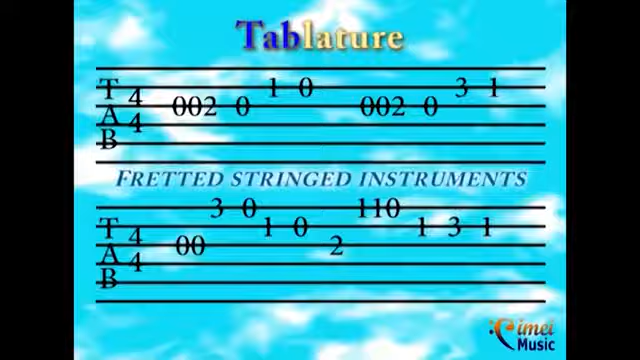 Tablature
T A B 4 4 002 0 1 0 002 0 3 1
FRETTED STRINGED INSTRUMENTS
T A B 4 4 00 3 0 1 0 2 110 1 3 1
eimei
Music